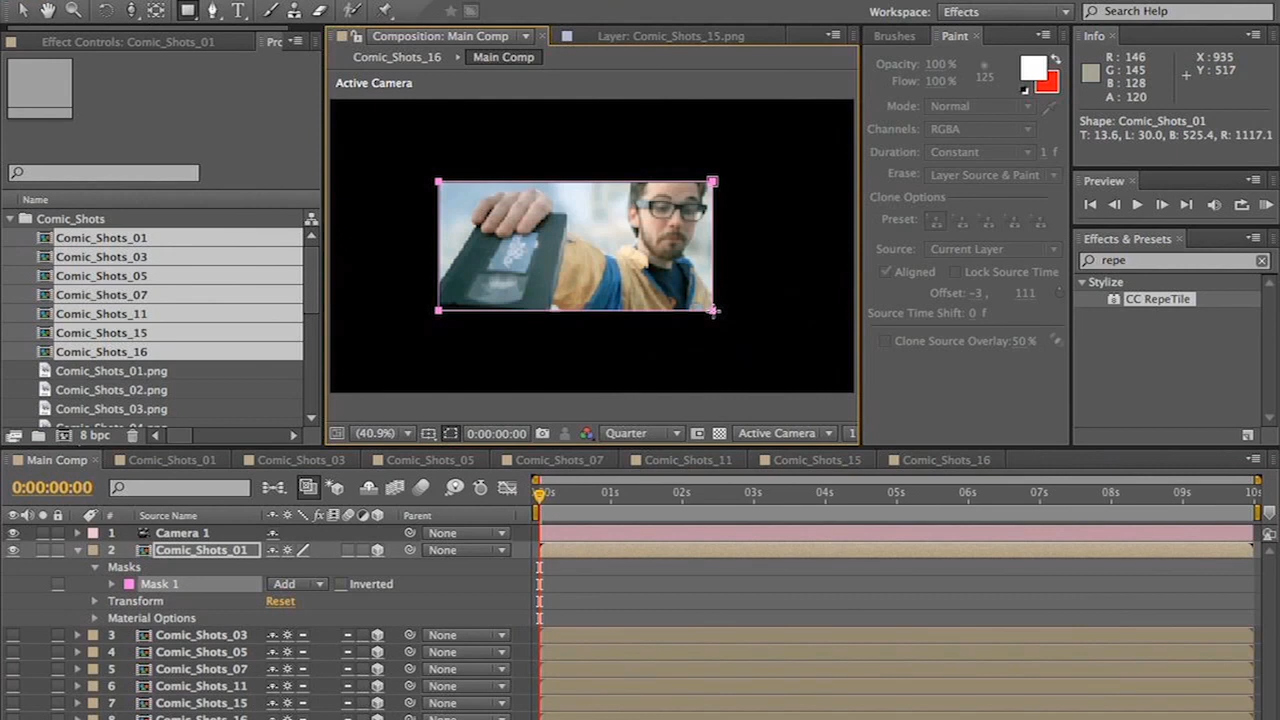 Workspace: Effects Search Help
Effect Controls: Comic_Shots_01 Pro
Composition: Main Comp Layer: Comic_Shots_15.png
Brushes Paint Info
Comic_Shots_16 Main Comp
Active Camera
Opacity: 100 %
Flow: 100 % 125
Mode: Normal
Channels: RGBA
Duration: Constant 1 f
Erase: Layer Source & Paint
Clone Options
Preset:
Source: Current Layer
Aligned Lock Source Time
Offset: -3 , 111
Source Time Shift: 0 f
Clone Source Overlay: 50 %
R : 146 X : 935
G : 145 Y : 517
B : 128
A : 120
Shape: Comic_Shots_01
T: 13.6, L: 30.0, B: 525.4, R: 1117.1
Preview
Effects & Presets
repe
Stylize
CC RepeTile
Name
Comic_Shots
Comic_Shots_01
Comic_Shots_03
Comic_Shots_05
Comic_Shots_07
Comic_Shots_11
Comic_Shots_15
Comic_Shots_16
Comic_Shots_01.png
Comic_Shots_02.png
Comic_Shots_03.png
8 bpc
(40.9%) 0:00:00:00 Quarter Active Camera 1
Main Comp Comic_Shots_01 Comic_Shots_03 Comic_Shots_05 Comic_Shots_07 Comic_Shots_11 Comic_Shots_15 Comic_Shots_16
0:00:00:00
01s 02s 03s 04s 05s 06s 07s 08s 09s 10s
# Source Name fx Parent
1 Camera 1 None
2 Comic_Shots_01 None
Masks
Mask 1 Add Inverted
Transform Reset
Material Options
3 Comic_Shots_03 None
4 Comic_Shots_05 None
5 Comic_Shots_07 None
6 Comic_Shots_11 None
7 Comic_Shots_15 None